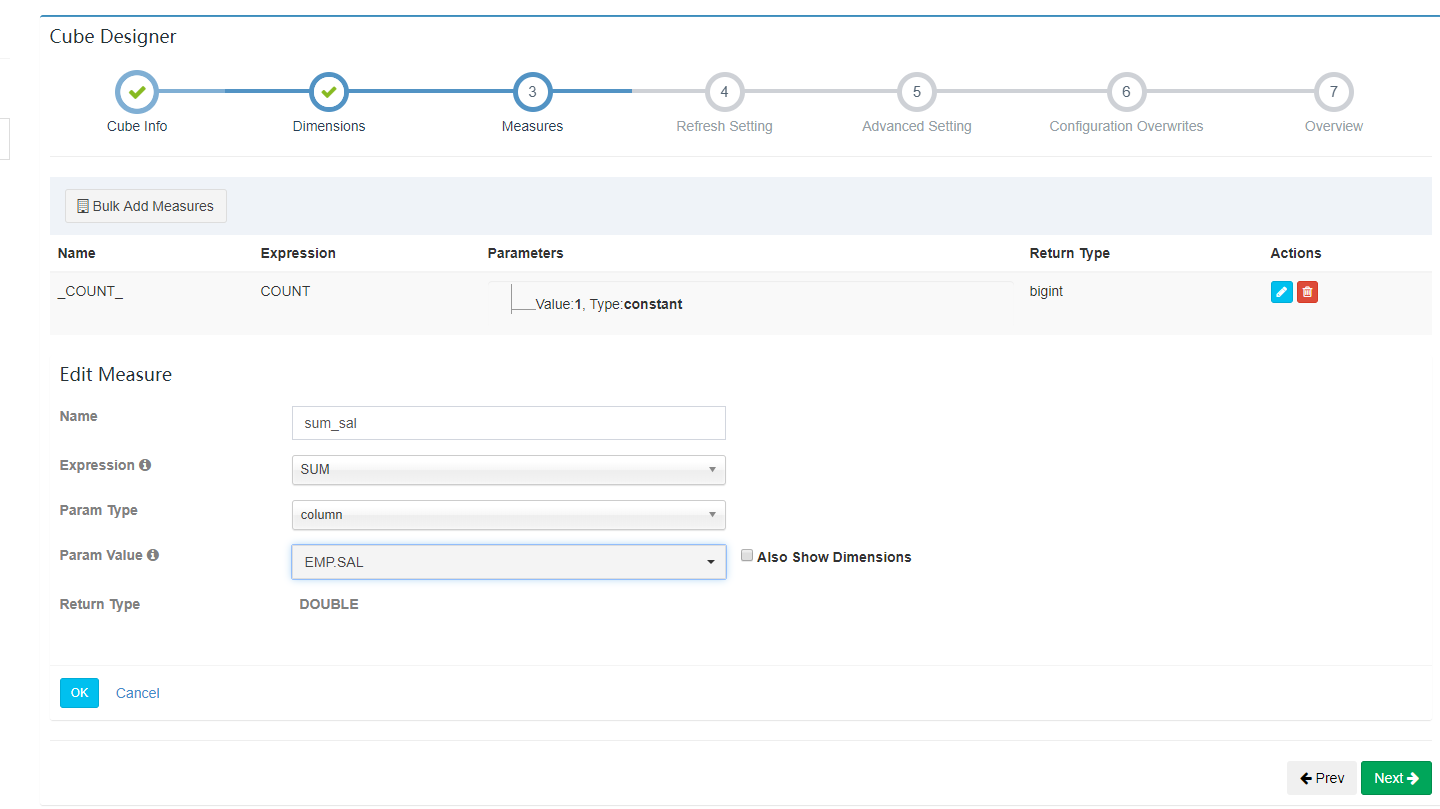 Cube Designer
3 4 5 6 7
Cube Info Dimensions Measures Refresh Setting Advanced Setting Configuration Overwrites Overview
Bulk Add Measures
Name Expression Parameters Return Type Actions
_COUNT_ COUNT Value:1, Type:constant bigint
Edit Measure
Name sum_sal
Expression SUM
Param Type column
Param Value EMP.SAL Also Show Dimensions
Return Type DOUBLE
OK Cancel
Prev Next